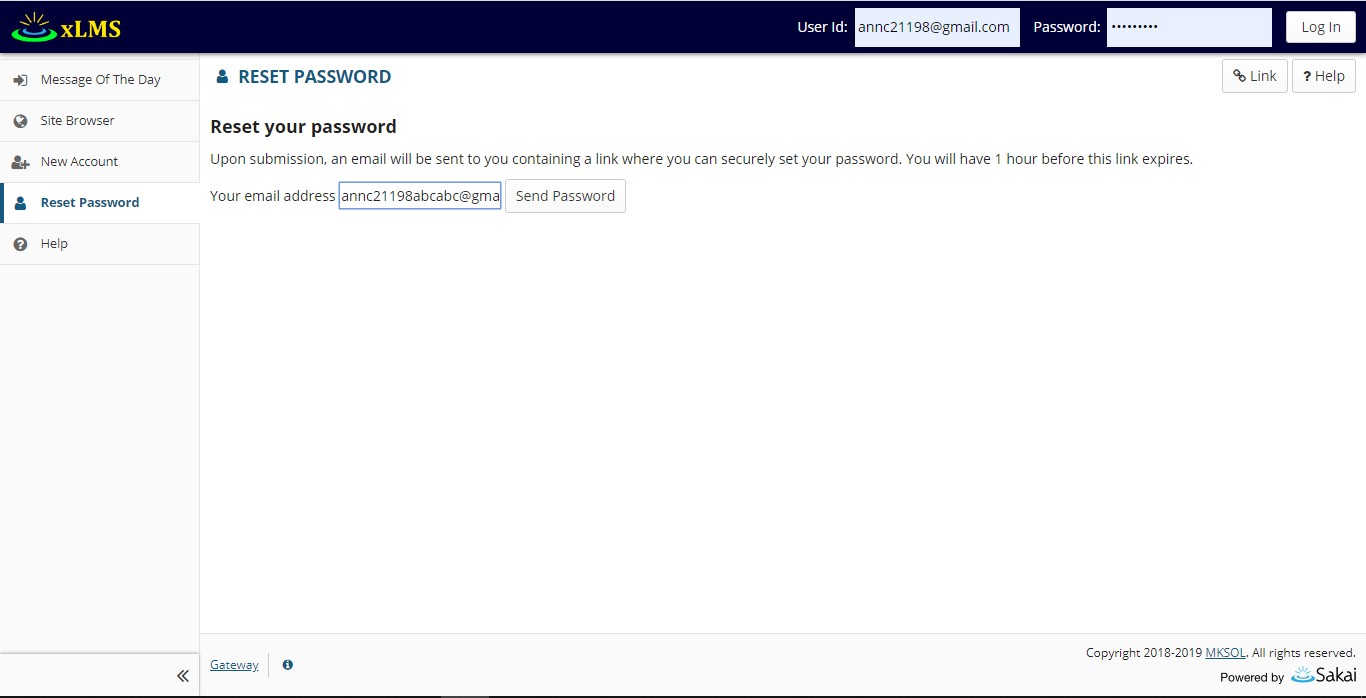 xLMS
User Id: annc21198@gmail.com Password: ••••••••• Log In
Message Of The Day
Site Browser
New Account
Reset Password
Help
RESET PASSWORD
Link ? Help
Reset your password
Upon submission, an email will be sent to you containing a link where you can securely set your password. You will have 1 hour before this link expires.
Your email address annc21198abcabc@gma Send Password
Gateway
Copyright 2018-2019 MKSOL. All rights reserved.
Powered by Sakai